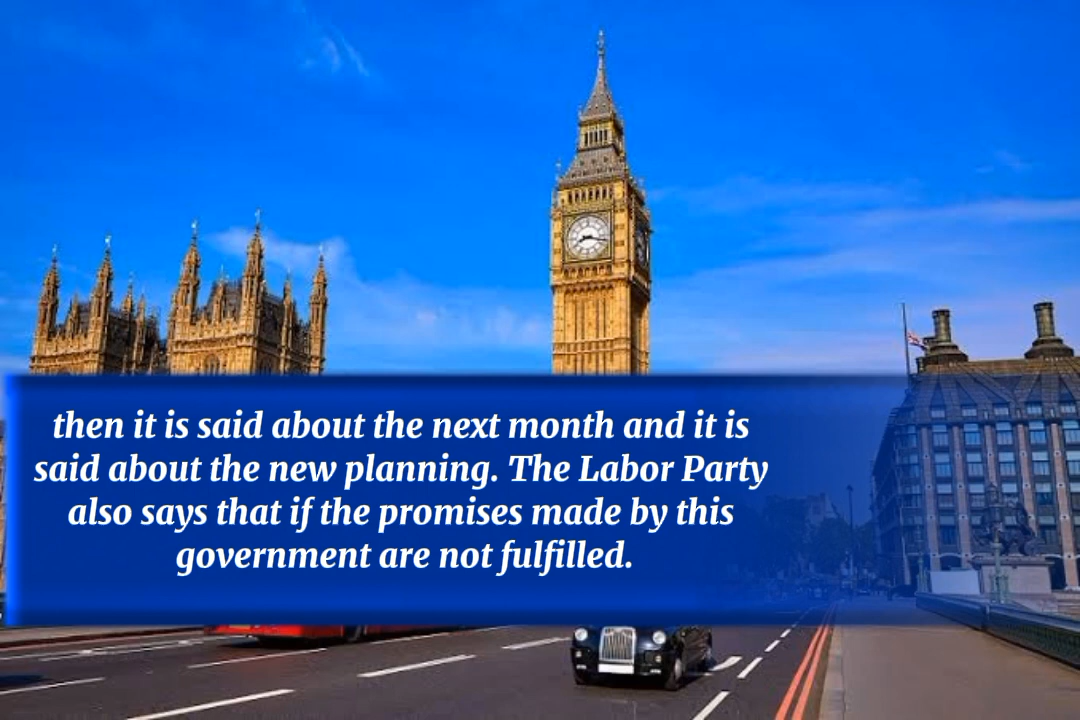 then it is said about the next month and it is
said about the new planning. The Labor Party
also says that if the promises made by this
government are not fulfilled.